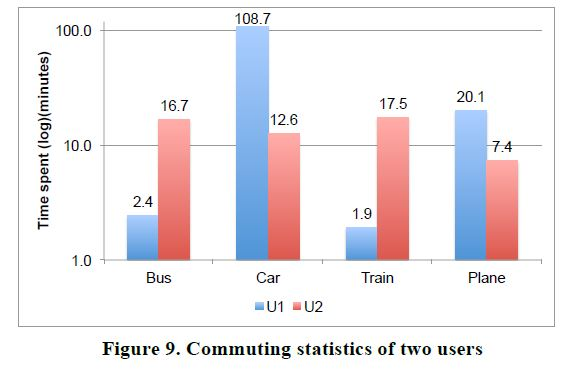 108.7
100.0
Time spent (log)(minutes)
16.7
17.5
20.1
12.6
10.0
7.4
2.4
1.9
1.0
Bus Car Train Plane
U1 U2
Figure 9. Commuting statistics of two users